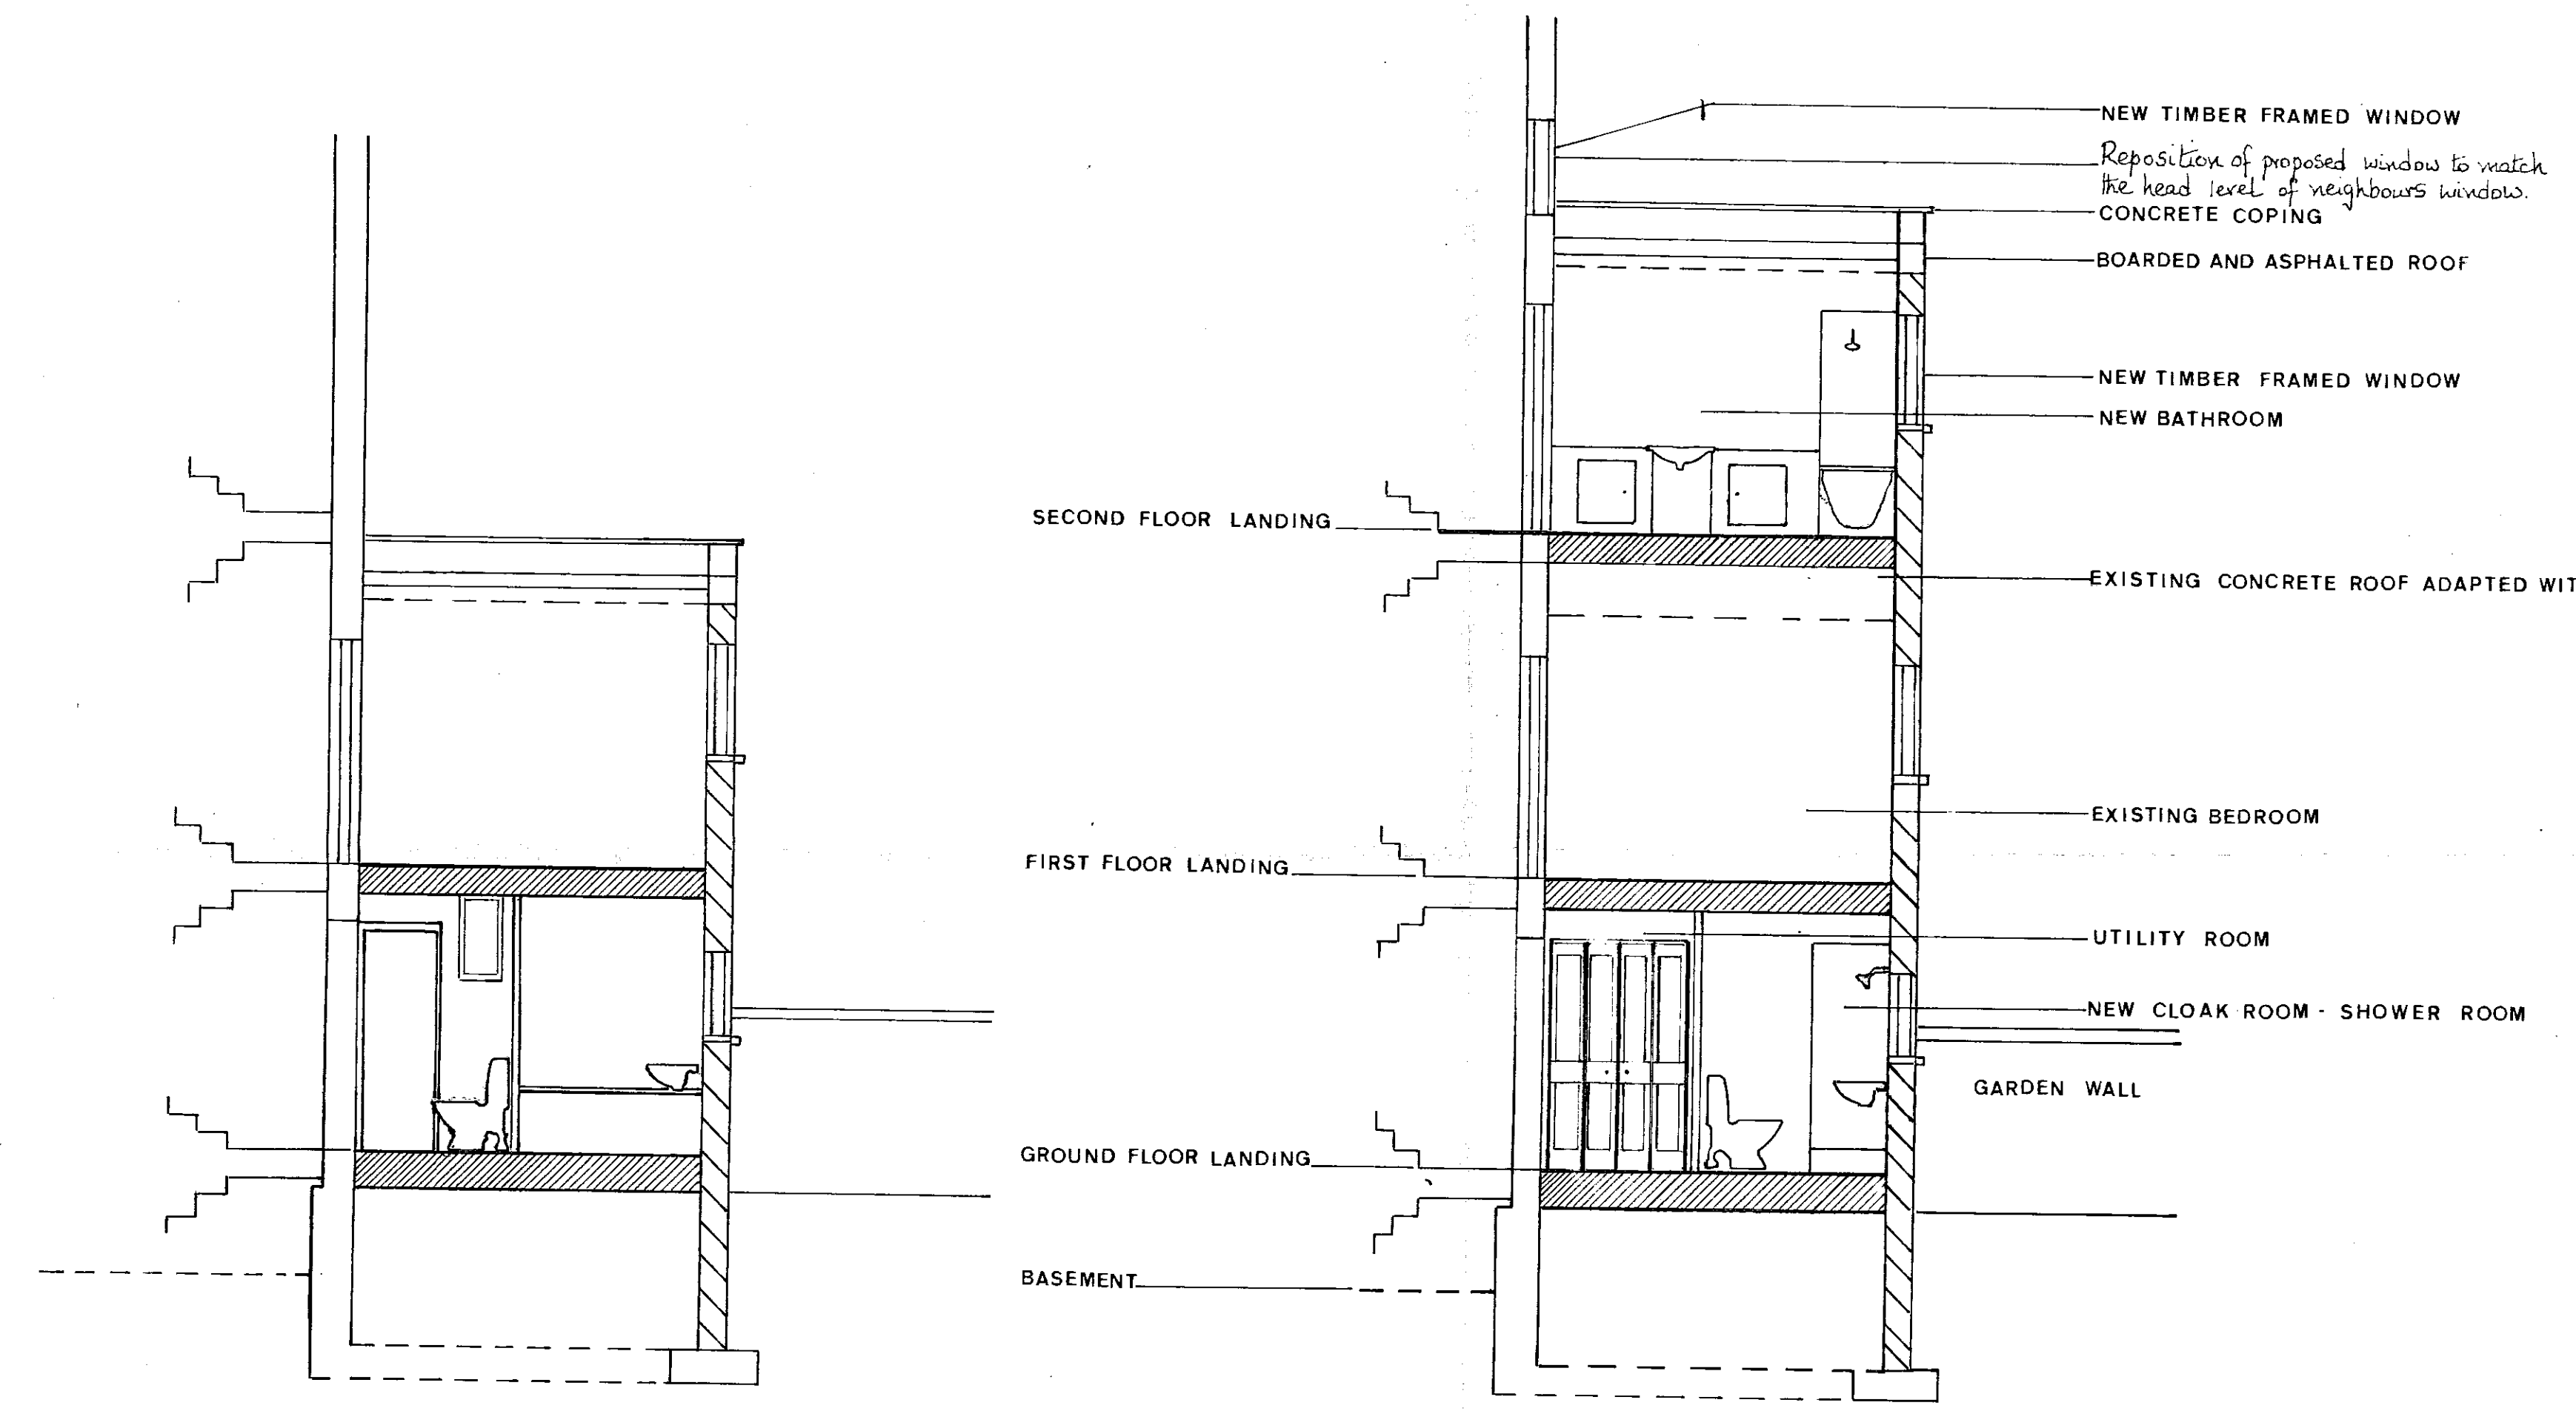 NEW TIMBER FRAMED WINDOW
Reposition of proposed window to match
the head level of neighbours window.
CONCRETE COPING
BOARDED AND ASPHALTED ROOF
NEW TIMBER FRAMED WINDOW
NEW BATHROOM
SECOND FLOOR LANDING
EXISTING CONCRETE ROOF ADAPTED WIT
EXISTING BEDROOM
FIRST FLOOR LANDING
UTILITY ROOM
NEW CLOAK ROOM - SHOWER ROOM
GARDEN WALL
GROUND FLOOR LANDING
BASEMENT